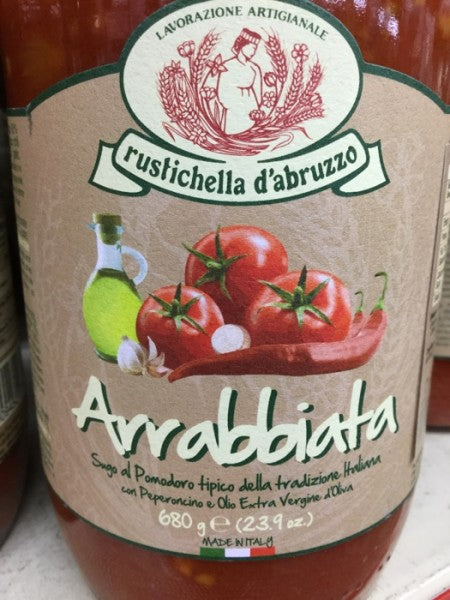 LAVORAZIONE ARTIGIANALE
rustichella d'abruzzo
Arrabbiata
Sugo al Pomodoro tipico della tradizione Italiana
con Peperoncino e Olio Extra Vergine d'Oliva
680 g ℮ (23.9 oz.)
MADE IN ITALY